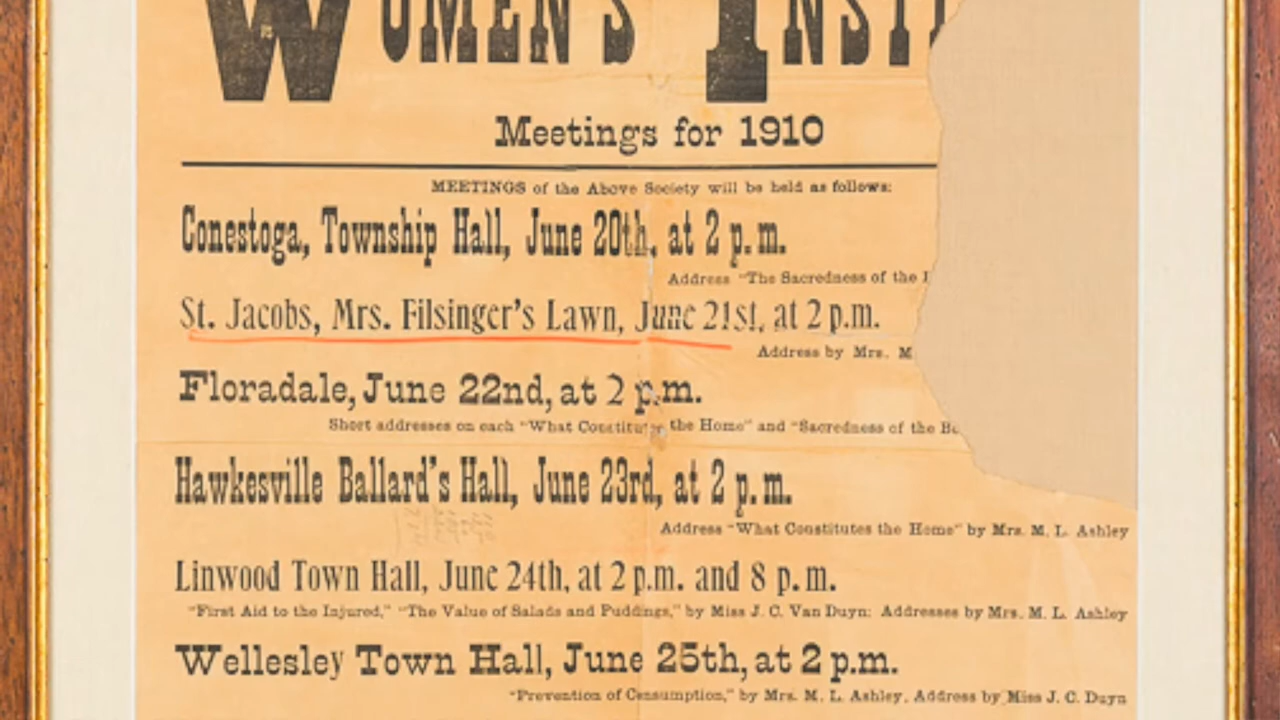 WOMEN'S INSTI
Meetings for 1910
MEETINGS of the Above Society will be held as follows:
Conestoga, Township Hall, June 20th, at 2 p.m.
Address "The Sacredness of the
St. Jacobs, Mrs. Filsinger's Lawn, June 21st, at 2 p.m.
Address by Mrs. M
Floradale, June 22nd, at 2 p.m.
Short addresses on each "What Constitutes the Home" and "Sacredness of the
Hawkesville Ballard's Hall, June 23rd, at 2 p.m.
Address "What Constitutes the Home" by Mrs. M. L. Ashley
Linwood Town Hall, June 24th, at 2 p.m. and 8 p.m.
"First Aid to the Injured," "The Value of Salads and Puddings," by Miss J. C. Van Duyn: Addresses by Mrs. M. L. Ashley
Wellesley Town Hall, June 25th, at 2 p.m.
"Prevention of Consumption," by Mrs. M. L. Ashley, Address by Miss J. C. Duyn